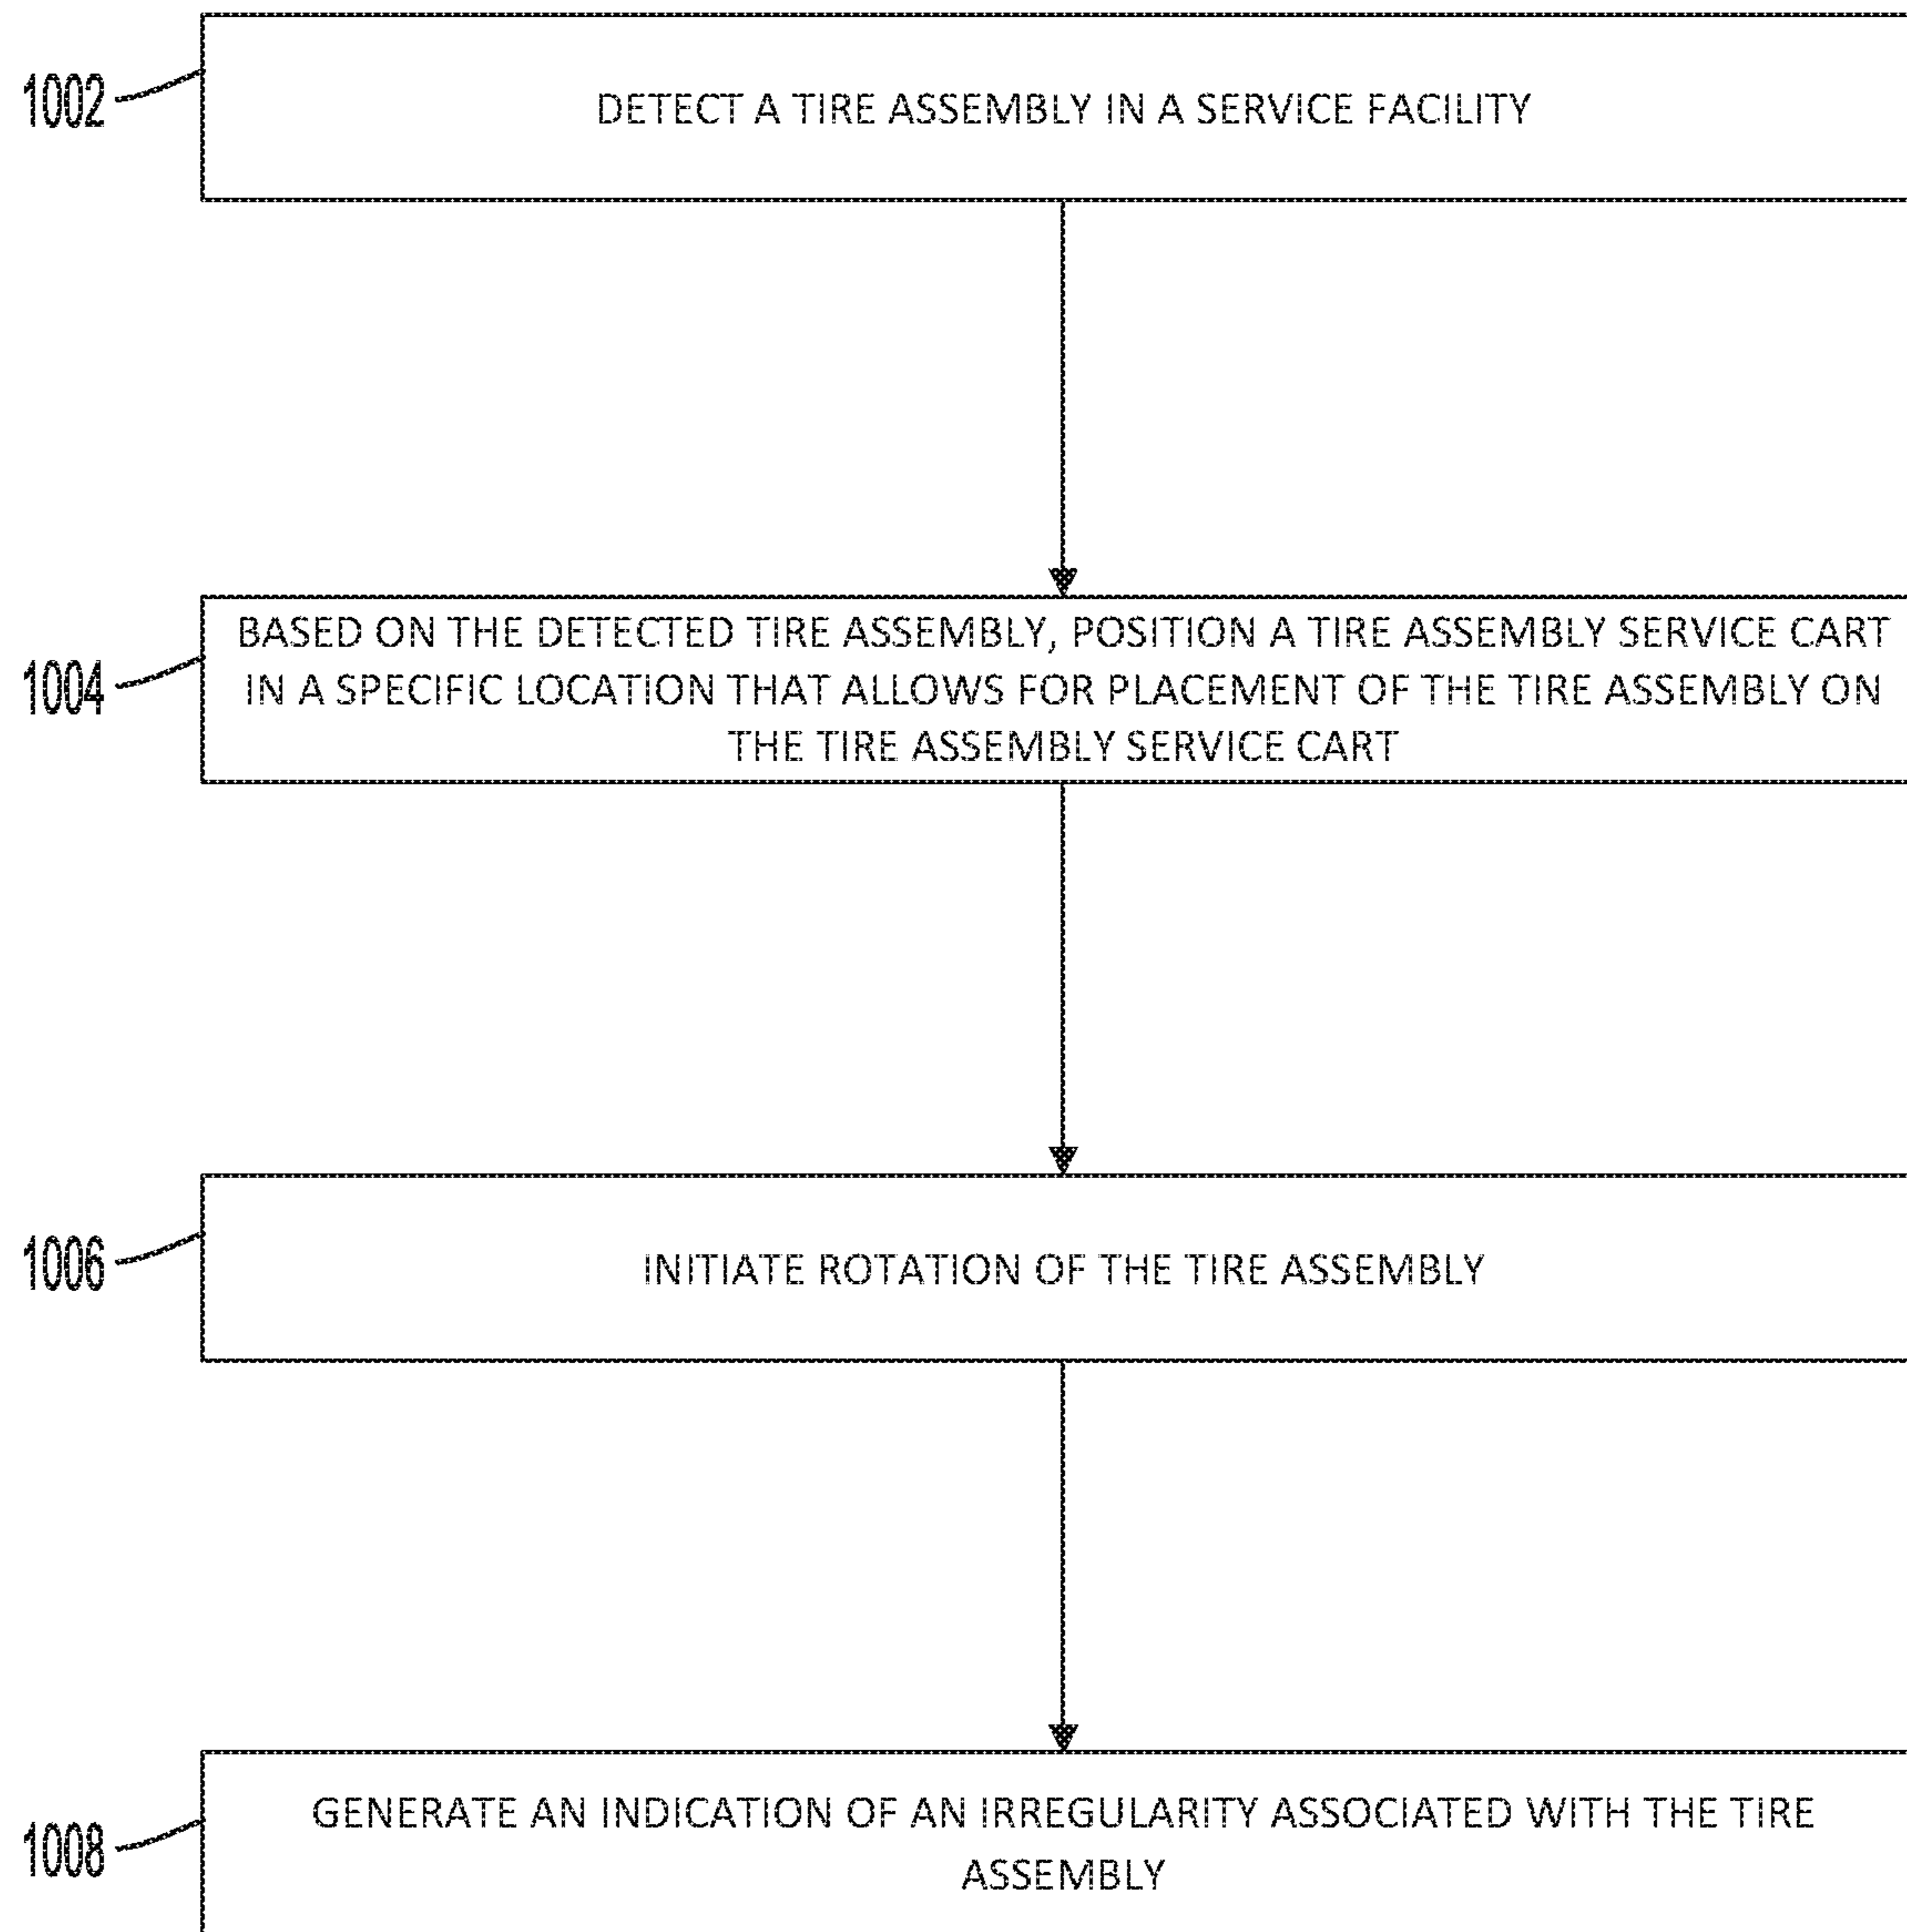 1002
DETECT A TIRE ASSEMBLY IN A SERVICE FACILITY
1004
BASED ON THE DETECTED TIRE ASSEMBLY, POSITION A TIRE ASSEMBLY SERVICE CART
IN A SPECIFIC LOCATION THAT ALLOWS FOR PLACEMENT OF THE TIRE ASSEMBLY ON
THE TIRE ASSEMBLY SERVICE CART
1006
INITIATE ROTATION OF THE TIRE ASSEMBLY
1008
GENERATE AN INDICATION OF AN IRREGULARITY ASSOCIATED WITH THE TIRE
ASSEMBLY